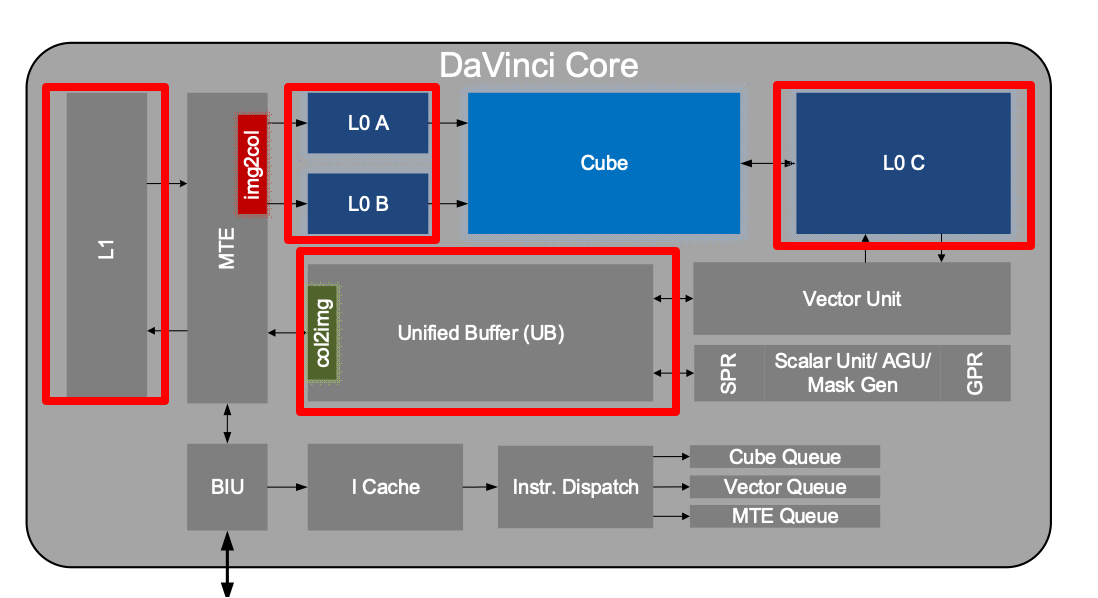 DaVinci Core
L1
MTE
img2col
L0 A
L0 B
Cube
L0 C
col2img
Unified Buffer (UB)
Vector Unit
SPR
Scalar Unit/ AGU/
Mask Gen
GPR
BIU
I Cache
Instr. Dispatch
Cube Queue
Vector Queue
MTE Queue